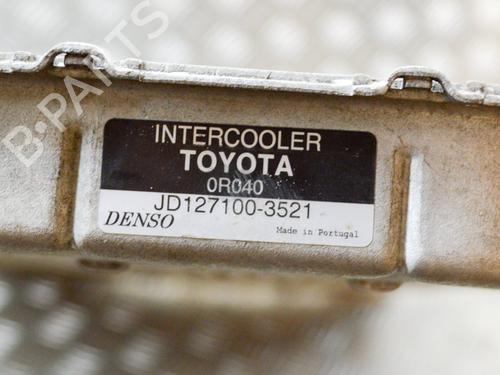 INTERCOOLER
TOYOTA
0R040
JD127100-3521
DENSO
Made in Portugal
B-PARTS